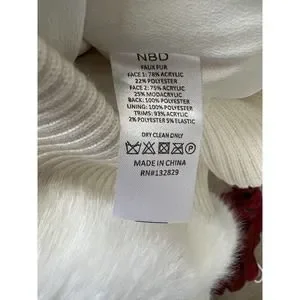 NBD
FAUX FUR
FACE 1: 78% ACRYLIC
22% POLYESTER
FACE 2: 75% ACRYLIC
25% MODACRYLIC
BACK: 100% POLYESTER
LINING: 100% POLYESTER
TRIMS: 93% ACRYLIC
2% POLYESTER 5% ELASTIC
DRY CLEAN ONLY
MADE IN CHINA
RN#132829